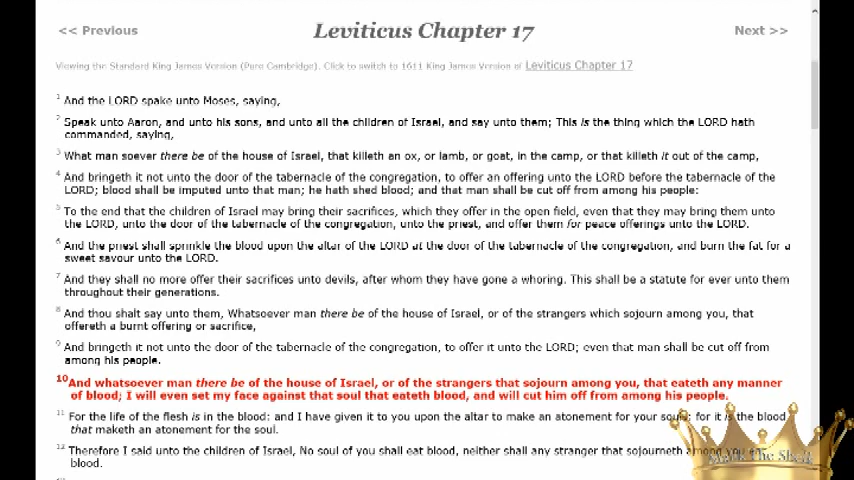 << Previous
Leviticus Chapter 17
Next >>
Viewing the Standard King James Version (Pure Cambridge). Click to switch to 1611 King James Version of Leviticus Chapter 17
1 And the LORD spake unto Moses, saying,
2 Speak unto Aaron, and unto his sons, and unto all the children of Israel, and say unto them; This is the thing which the LORD hath
commanded, saying,
3 What man soever there be of the house of Israel, that killeth an ox, or lamb, or goat, in the camp, or that killeth it out of the camp,
4 And bringeth it not unto the door of the tabernacle of the congregation, to offer an offering unto the LORD before the tabernacle of the
LORD; blood shall be imputed unto that man; he hath shed blood; and that man shall be cut off from among his people:
5 To the end that the children of Israel may bring their sacrifices, which they offer in the open field, even that they may bring them unto
the LORD, unto the door of the tabernacle of the congregation, unto the priest, and offer them for peace offerings unto the LORD.
6 And the priest shall sprinkle the blood upon the altar of the LORD at the door of the tabernacle of the congregation, and burn the fat for a
sweet savour unto the LORD.
7 And they shall no more offer their sacrifices unto devils, after whom they have gone a whoring. This shall be a statute for ever unto them
throughout their generations.
8 And thou shalt say unto them, Whatsoever man there be of the house of Israel, or of the strangers which sojourn among you, that
offereth a burnt offering or sacrifice,
9 And bringeth it not unto the door of the tabernacle of the congregation, to offer it unto the LORD; even that man shall be cut off from
among his people.
10 And whatsoever man there be of the house of Israel, or of the strangers that sojourn among you, that eateth any manner
of blood; I will even set my face against that soul that eateth blood, and will cut him off from among his people.
11 For the life of the flesh is in the blood: and I have given it to you upon the altar to make an atonement for your souls: for it is the blood
that maketh an atonement for the soul.
12 Therefore I said unto the children of Israel, No soul of you shall eat blood, neither shall any stranger that sojourneth among you
blood.
The